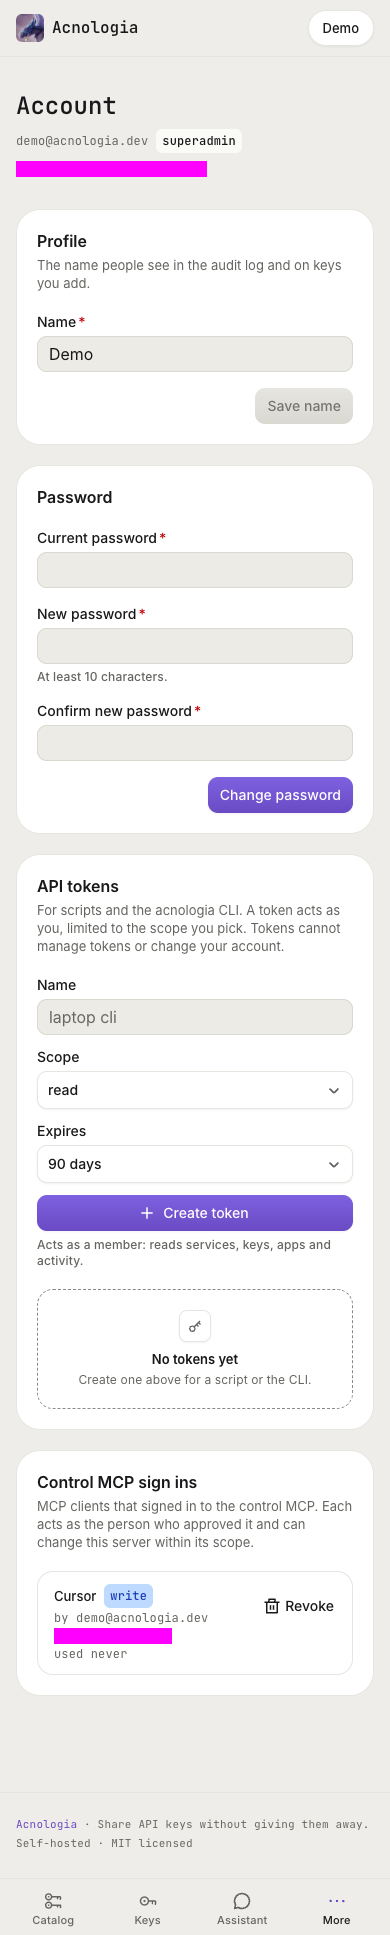 Acnologia
Demo
Account
demo@acnologia.dev superadmin
Profile
The name people see in the audit log and on keys
you add.
Name*
Demo
Save name
Password
Current password*
New password*
At least 10 characters.
Confirm new password*
Change password
API tokens
For scripts and the acnologia CLI. A token acts as
you, limited to the scope you pick. Tokens cannot
manage tokens or change your account.
Name
laptop cli
Scope
read
Expires
90 days
Create token
Acts as a member: reads services, keys, apps and
activity.
No tokens yet
Create one above for a script or the CLI.
Control MCP sign ins
MCP clients that signed in to the control MCP. Each
acts as the person who approved it and can
change this server within its scope.
Cursor write
by demo@acnologia.dev
Revoke
used never
Acnologia · Share API keys without giving them away.
Self-hosted · MIT licensed
Catalog Keys Assistant More